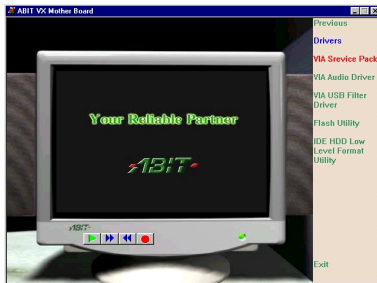 ABIT VX Mother Board
Previous
Drivers
VIA Srevice Pack
VIA Audio Driver
VIA USB Filter
Driver
Flash Utility
IDE HDD Low
Level Format
Utility
Exit
Your Reliable Partner
ABIT
ABIT